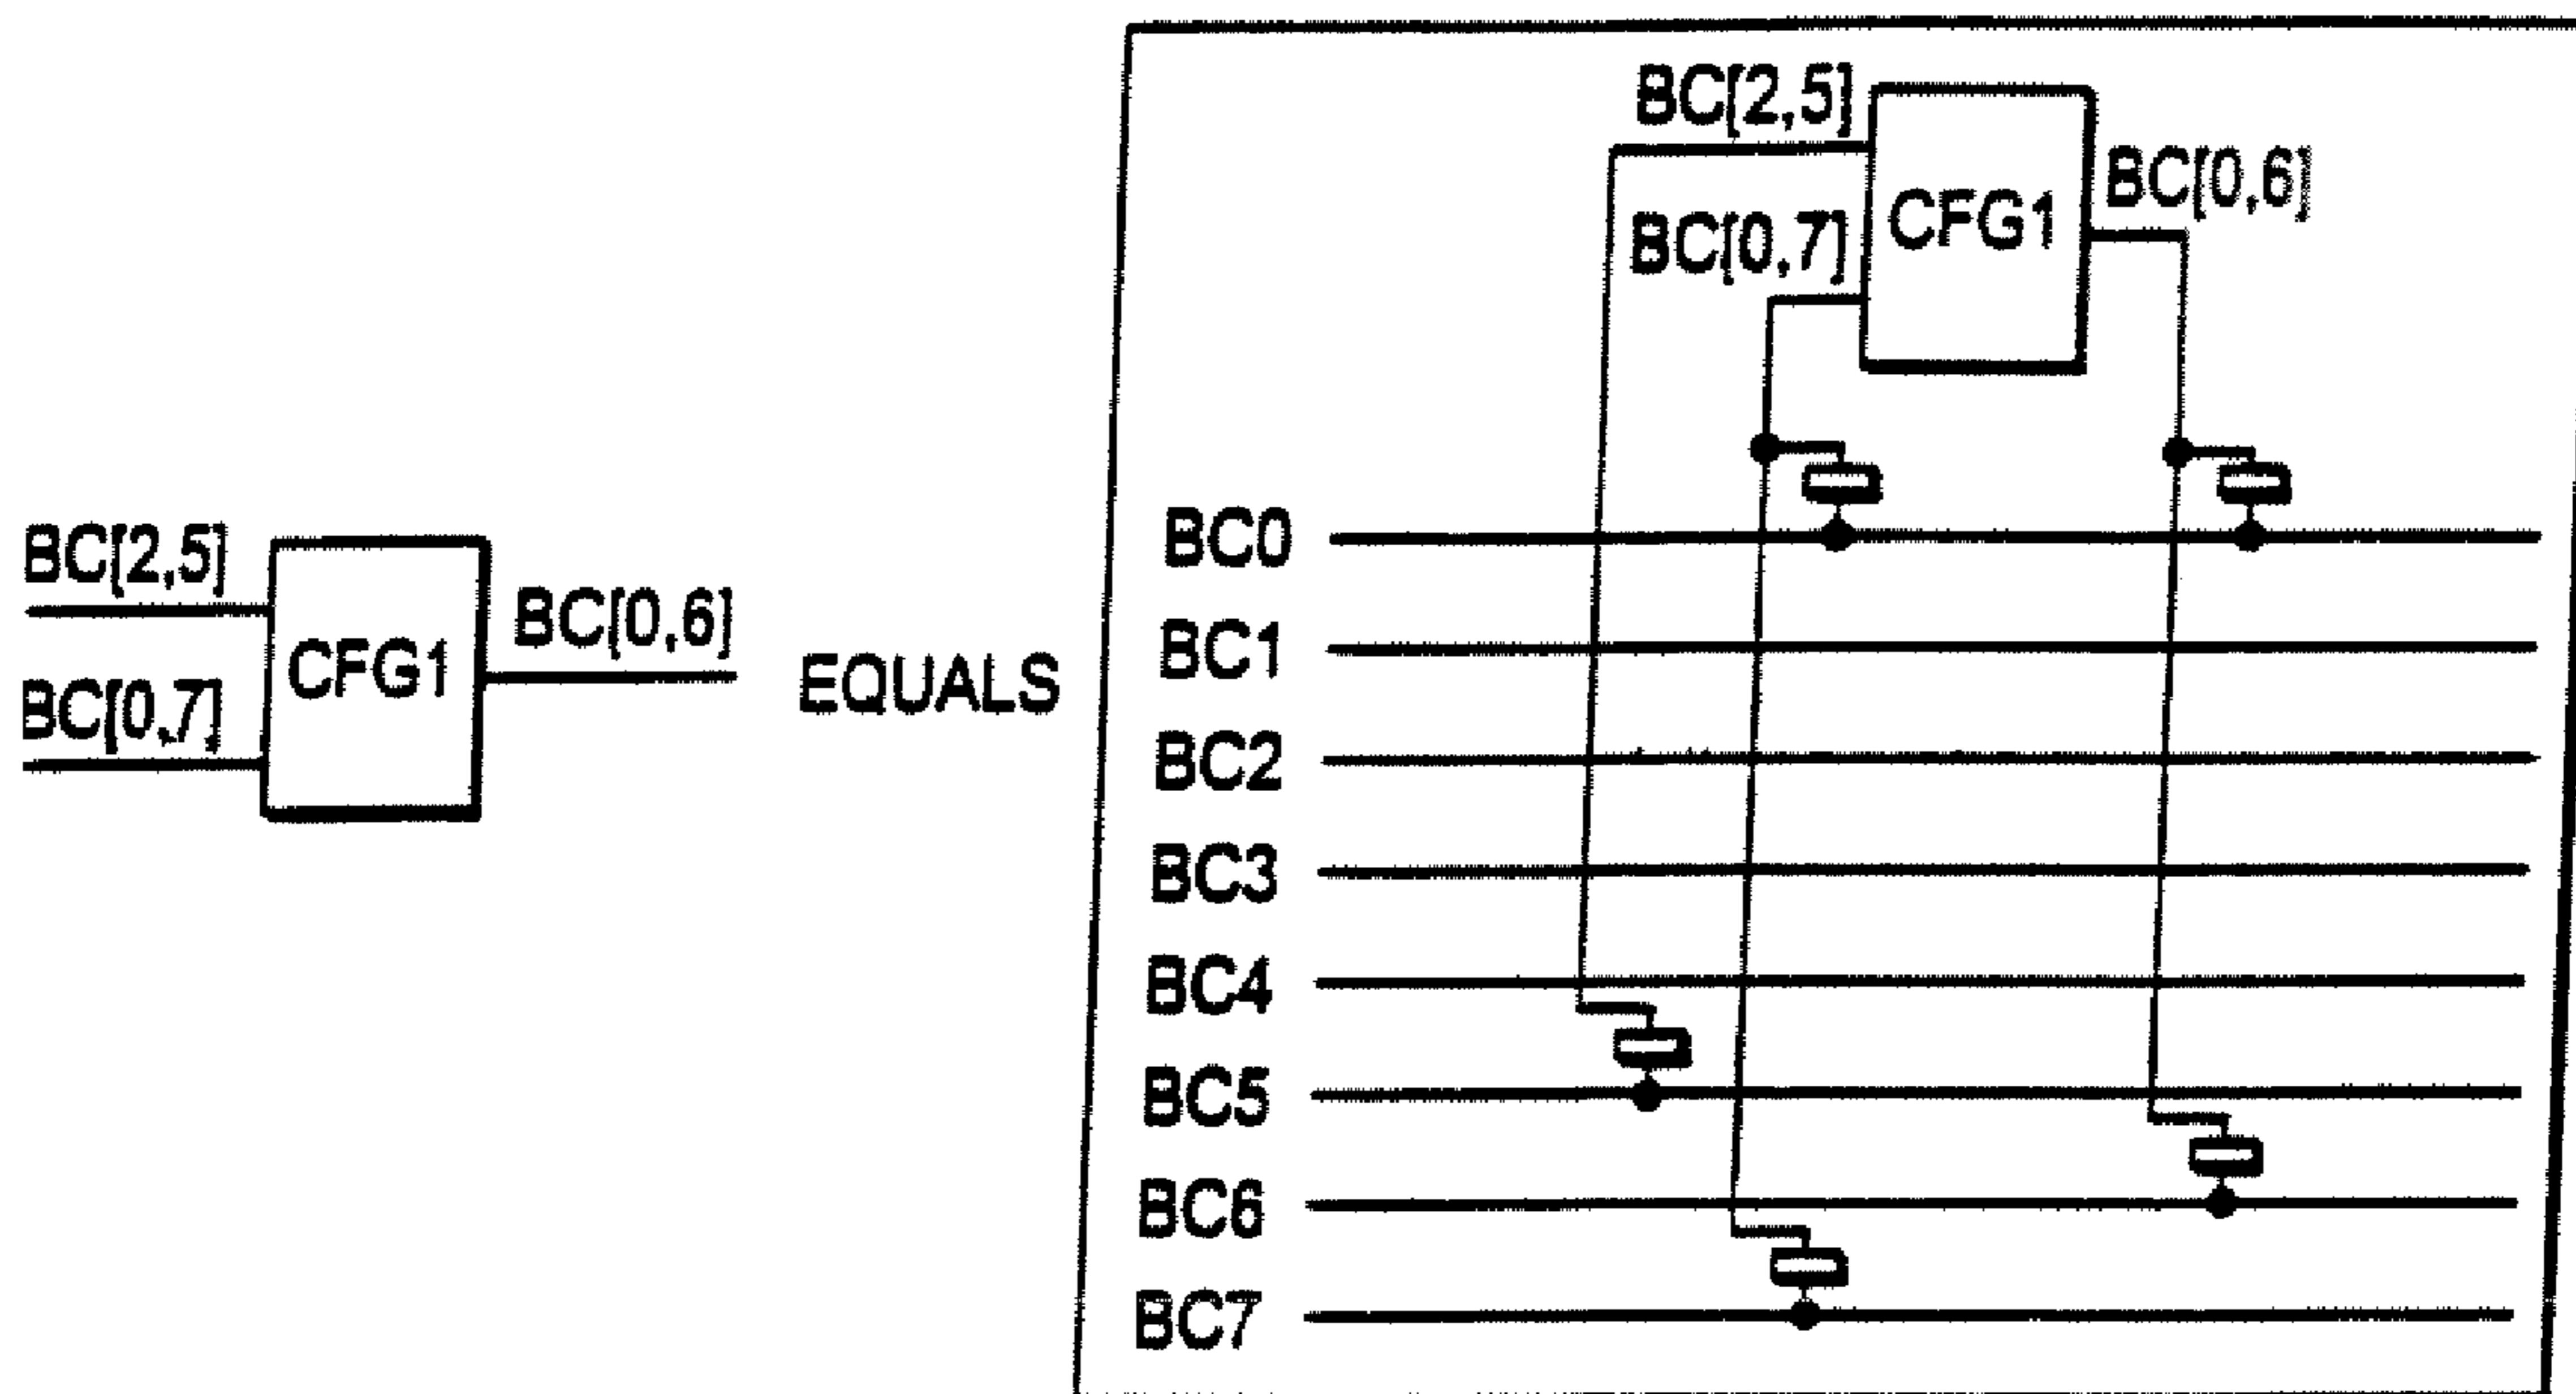 BC[2,5]
BC[0,7]
CFG1
BC[0,6]
EQUALS
BC[2,5]
BC[0,7]
CFG1
BC[0,6]
BC0
BC1
BC2
BC3
BC4
BC5
BC6
BC7